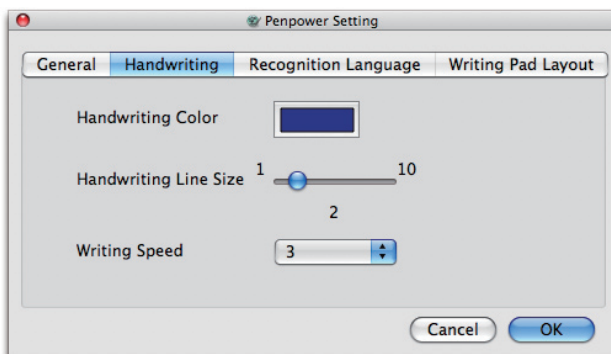 Penpower Setting
General Handwriting Recognition Language Writing Pad Layout
Handwriting Color
Handwriting Line Size 1 10
2
Writing Speed 3
Cancel OK